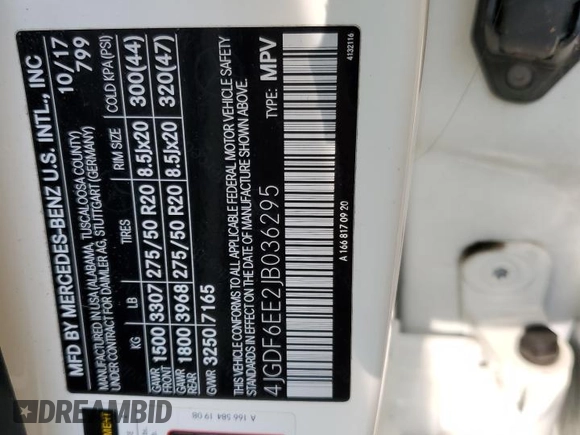 MFD BY MERCEDES-BENZ U.S. INTL., INC
MANUFACTURED IN USA (ALABAMA, TUSCALOOSA COUNTY) 10/17
UNDER CONTRACT FOR DAIMLER AG, STUTTGART (GERMANY) 799
KG LB TIRES RIM SIZE COLD KPA (PSI)
GAWR FRONT 1500 3307 275/50 R20 8.5Jx20 300(44)
GAWR REAR 1800 3968 275/50 R20 8.5Jx20 320(47)
GVWR 3250 7165
THIS VEHICLE CONFORMS TO ALL APPLICABLE FEDERAL MOTOR VEHICLE SAFETY
STANDARDS IN EFFECT ON THE DATE OF MANUFACTURE SHOWN ABOVE.
4JGDF6EE2JB036295 TYPE: MPV
A 166 817 09 20 4132116
A 166 584 19 08
DREAMBID